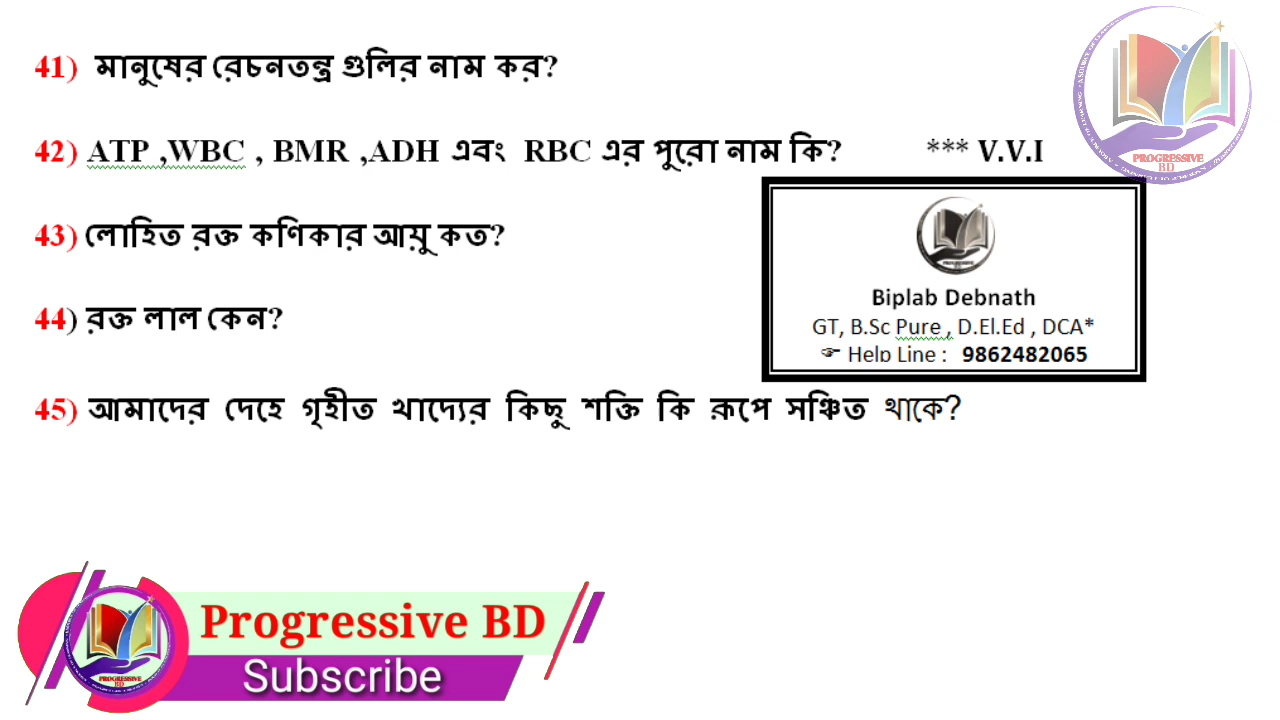 41) মানুষের রেচনতন্ত্র গুলির নাম কর?
42) ATP ,WBC , BMR ,ADH এবং RBC এর পুরো নাম কি? *** V.V.I
43) লোহিত রক্ত কণিকার আয়ু কত?
44) রক্ত লাল কেন?
45) আমাদের দেহে গৃহীত খাদ্যের কিছু শক্তি কি রূপে সঞ্চিত থাকে?
PROGRESSIVE
BD
Biplab Debnath
GT, B.Sc Pure , D.El.Ed , DCA*
☞ Help Line : 9862482065
Progressive BD
Subscribe
PROGRESSIVE
BD